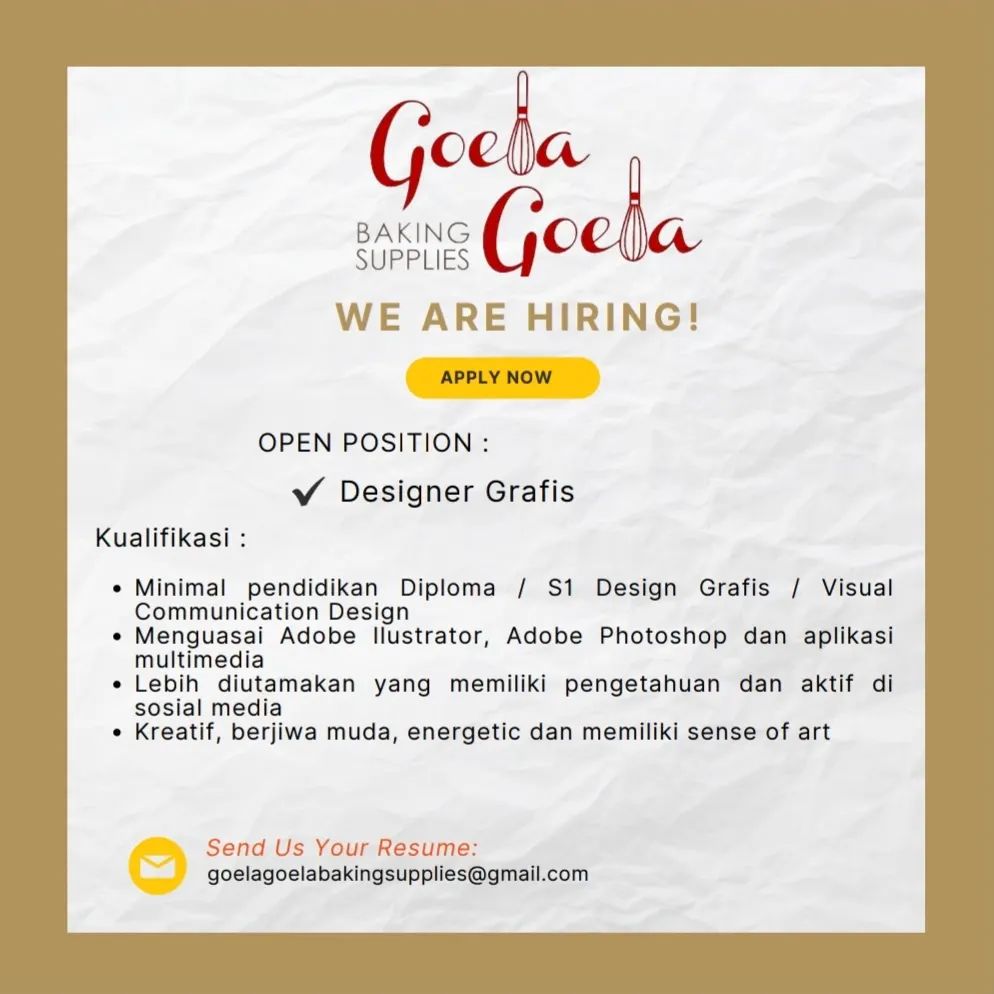 Goela
Goela
BAKING
SUPPLIES
WE ARE HIRING!
APPLY NOW
OPEN POSITION :
✔ Designer Grafis
Kualifikasi :
• Minimal pendidikan Diploma / S1 Design Grafis / Visual
Communication Design
• Menguasai Adobe Ilustrator, Adobe Photoshop dan aplikasi
multimedia
• Lebih diutamakan yang memiliki pengetahuan dan aktif di
sosial media
• Kreatif, berjiwa muda, energetic dan memiliki sense of art
Send Us Your Resume:
goelagoelabakingsupplies@gmail.com